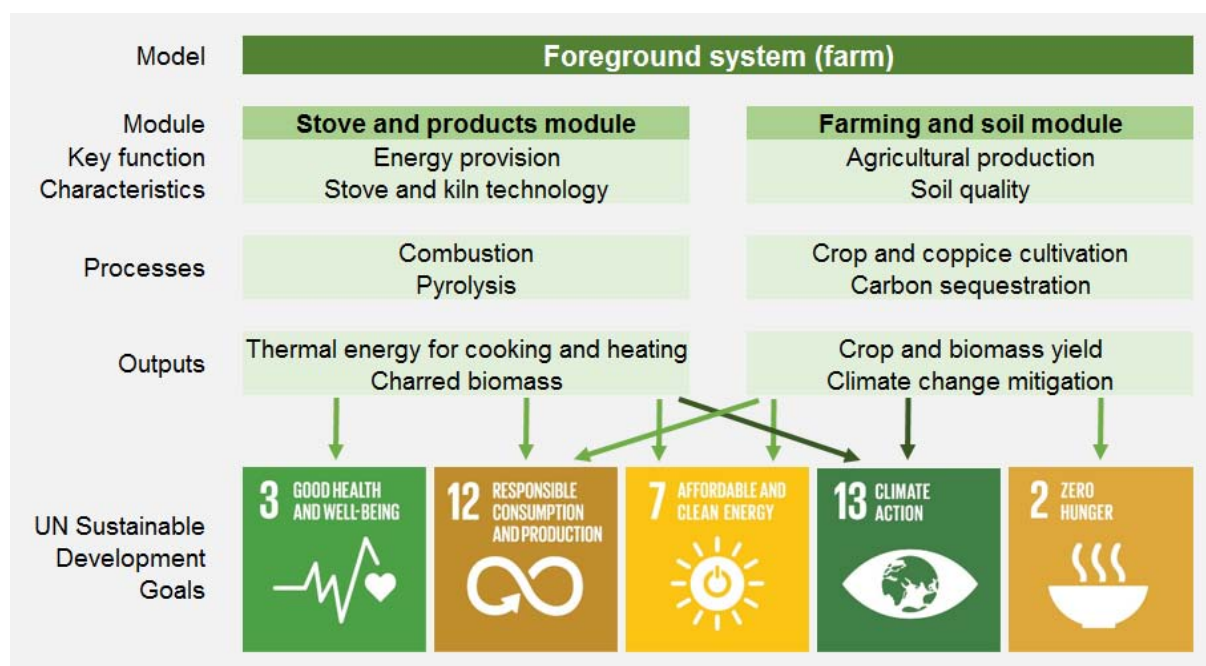 Model
Foreground system (farm)
Module
Stove and products module
Farming and soil module
Key function
Energy provision
Agricultural production
Characteristics
Stove and kiln technology
Soil quality
Processes
Combustion
Pyrolysis
Crop and coppice cultivation
Carbon sequestration
Outputs
Thermal energy for cooking and heating
Charred biomass
Crop and biomass yield
Climate change mitigation
UN Sustainable
Development
Goals
3 GOOD HEALTH
AND WELL-BEING
12 RESPONSIBLE
CONSUMPTION
AND PRODUCTION
7 AFFORDABLE AND
CLEAN ENERGY
13 CLIMATE
ACTION
2 ZERO
HUNGER